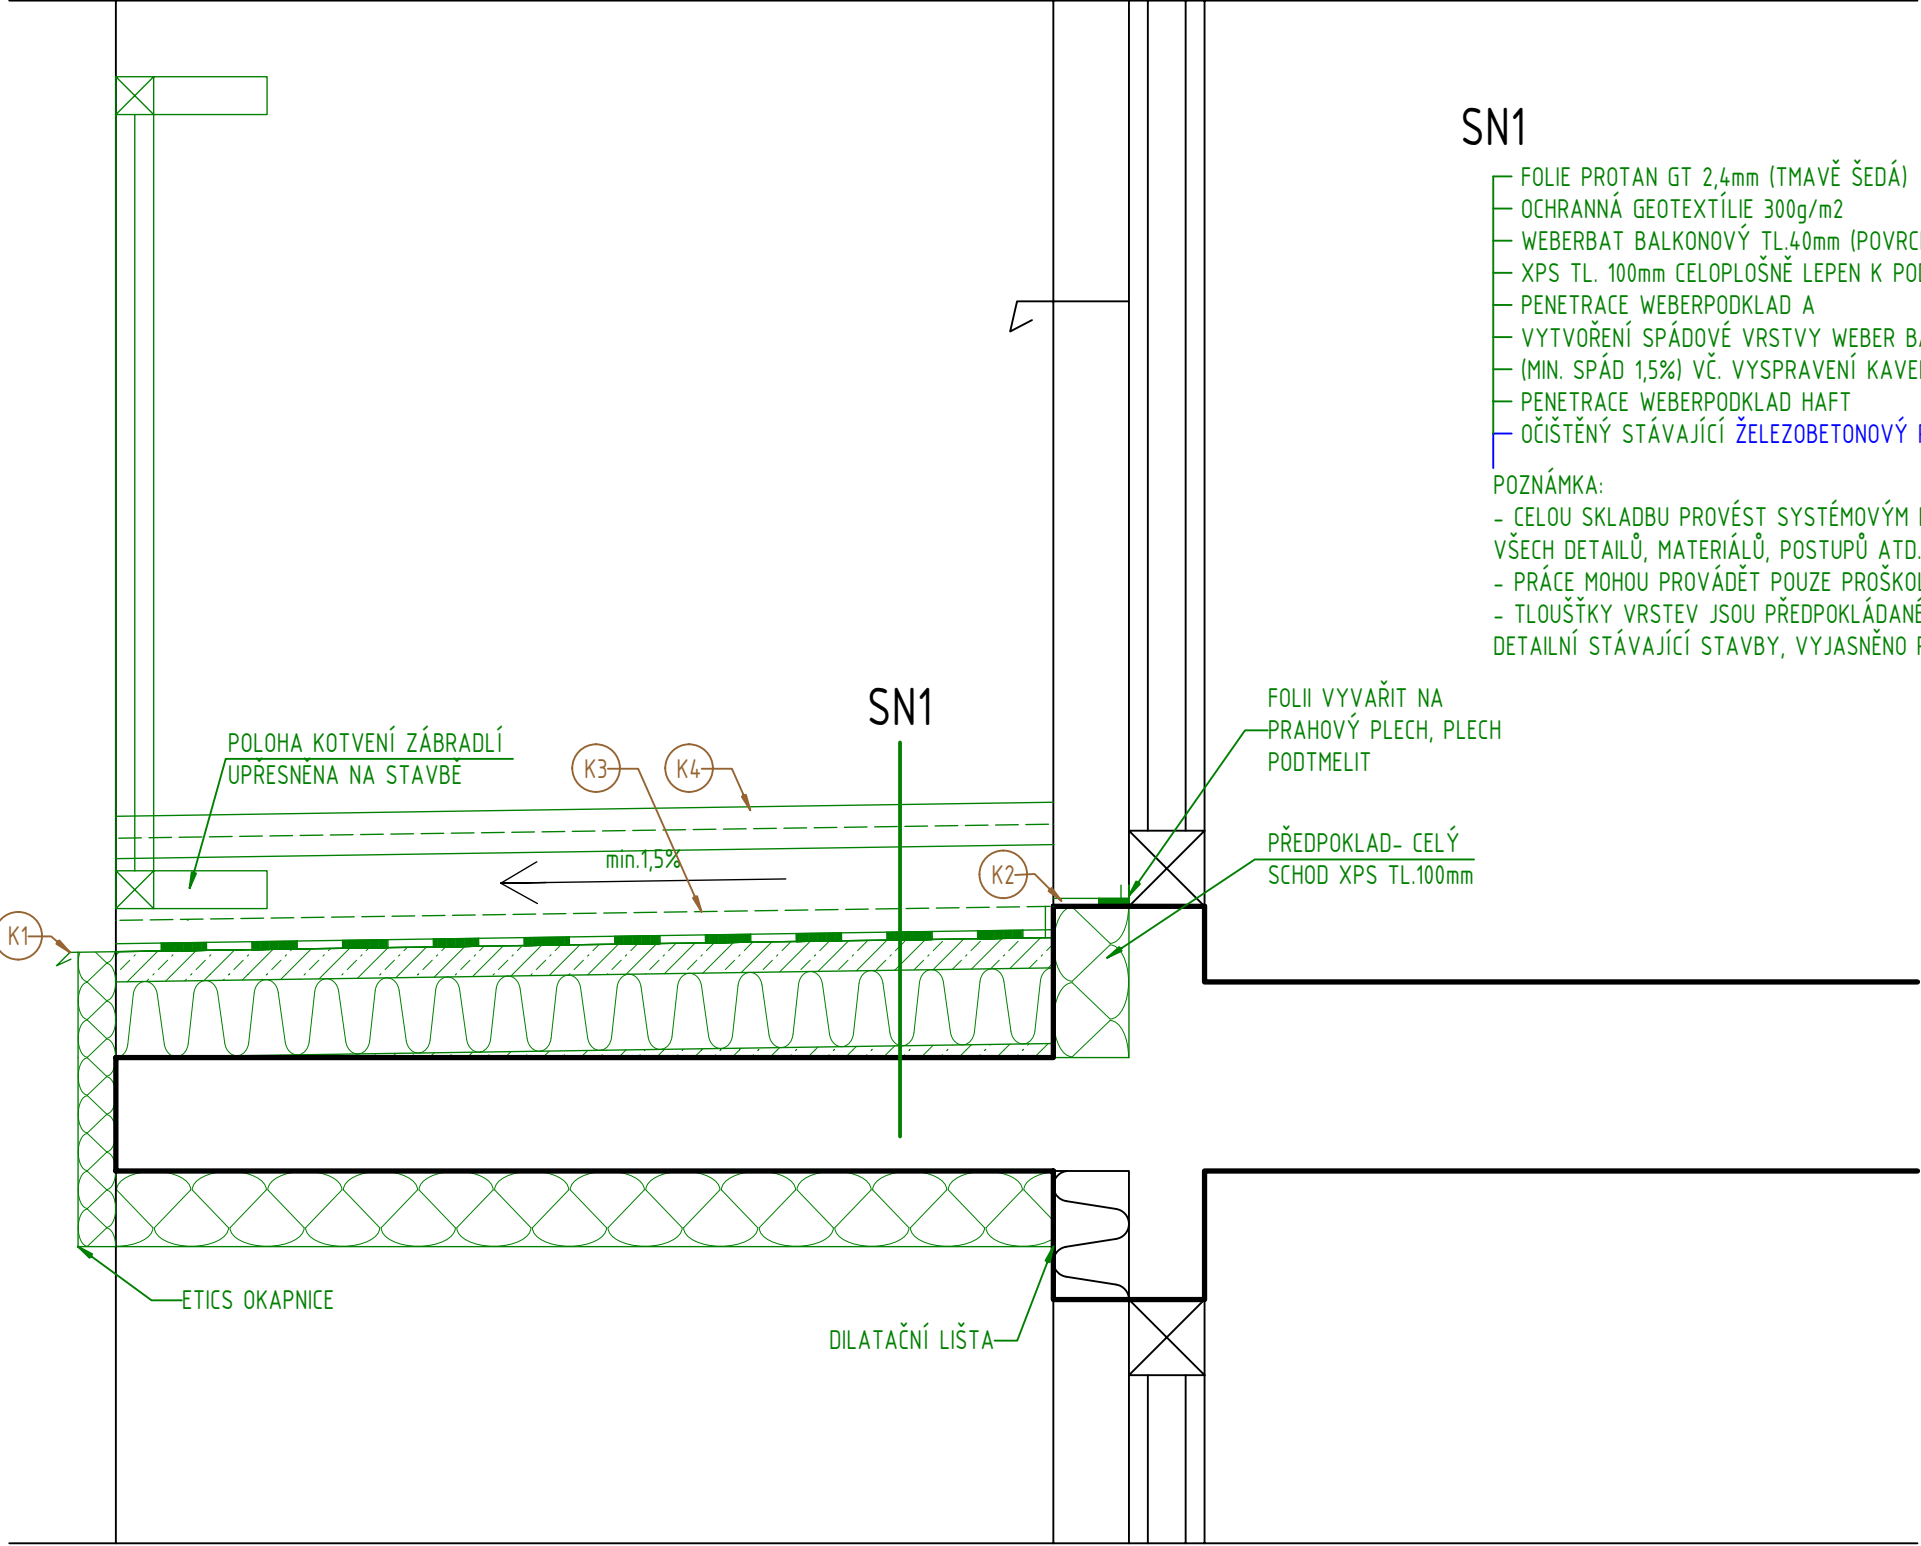 SN1
FOLIE PROTAN GT 2,4mm (TMAVĚ ŠEDÁ)
OCHRANNÁ GEOTEXTÍLIE 300g/m2
WEBERBAT BALKONOVÝ TL.40mm
XPS TL. 100mm CELOPLOŠNĚ LEPEN K
PENETRACE WEBERPODKLAD A
VYTVOŘENÍ SPÁDOVÉ VRSTVY WEBER
(MIN. SPÁD 1,5%) VČ. VYSPRAVENÍ
PENETRACE WEBERPODKLAD HAFT
OČIŠTĚNÝ STÁVAJÍCÍ ŽELEZOBETONOVÝ
POZNÁMKA:
- CELOU SKLADBU PROVÉST SYSTÉMOVÝM
VŠECH DETAILŮ, MATERIÁLŮ, POSTUPŮ ATD.
- PRÁCE MOHOU PROVÁDĚT POUZE
- TLOUŠŤKY VRSTEV JSOU PŘEDPOKLÁDANÉ
DETAILNÍ STÁVAJÍCÍ STAVBY, VYJASNĚNO
SN1
FOLII VYVAŘIT NA
PRAHOVÝ PLECH, PLECH
PODTMELIT
POLOHA KOTVENÍ ZÁBRADLÍ
UPŘESNĚNA NA STAVBĚ
K3
K4
min.1,5%
K2
PŘEDPOKLAD- CELÝ
SCHOD XPS TL.100mm
K1
ETICS OKAPNICE
DILATAČNÍ LIŠTA